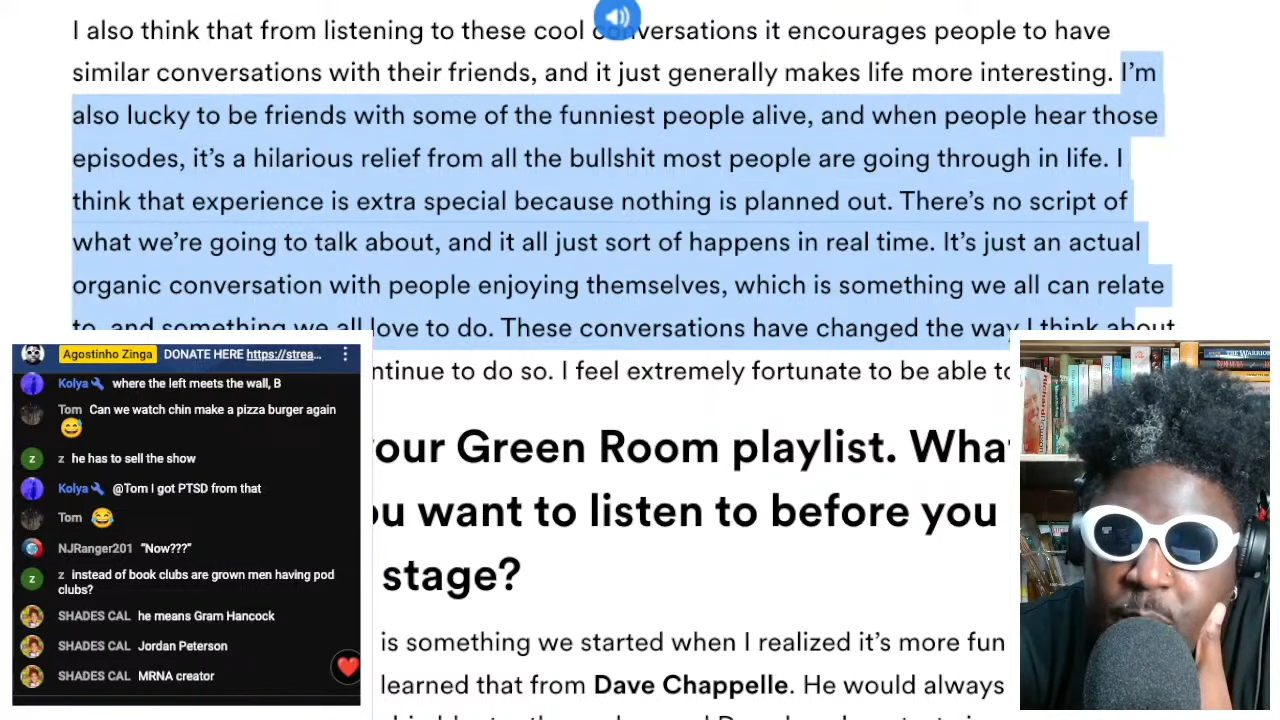 I also think that from listening to these cool conversations it encourages people to have
similar conversations with their friends, and it just generally makes life more interesting. I'm
also lucky to be friends with some of the funniest people alive, and when people hear those
episodes, it's a hilarious relief from all the bullshit most people are going through in life. I
think that experience is extra special because nothing is planned out. There's no script of
what we're going to talk about, and it all just sort of happens in real time. It's just an actual
organic conversation with people enjoying themselves, which is something we all can relate
to, and something we all love to do. These conversations have changed the way I think about
ntinue to do so. I feel extremely fortunate to be able to
our Green Room playlist. What
ou want to listen to before you
stage?
is something we started when I realized it's more fun
learned that from Dave Chappelle. He would always
Agostinho Zinga DONATE HERE https://strea...
Kolya where the left meets the wall, B
Tom Can we watch chin make a pizza burger again
😅
z z he has to sell the show
Kolya @Tom I got PTSD from that
Tom 😂
NJRanger201 "Now???"
z z instead of book clubs are grown men having pod
clubs?
SHADES CAL he means Gram Hancock
SHADES CAL Jordan Peterson
SHADES CAL MRNA creator
Richard
THE WARRIOR